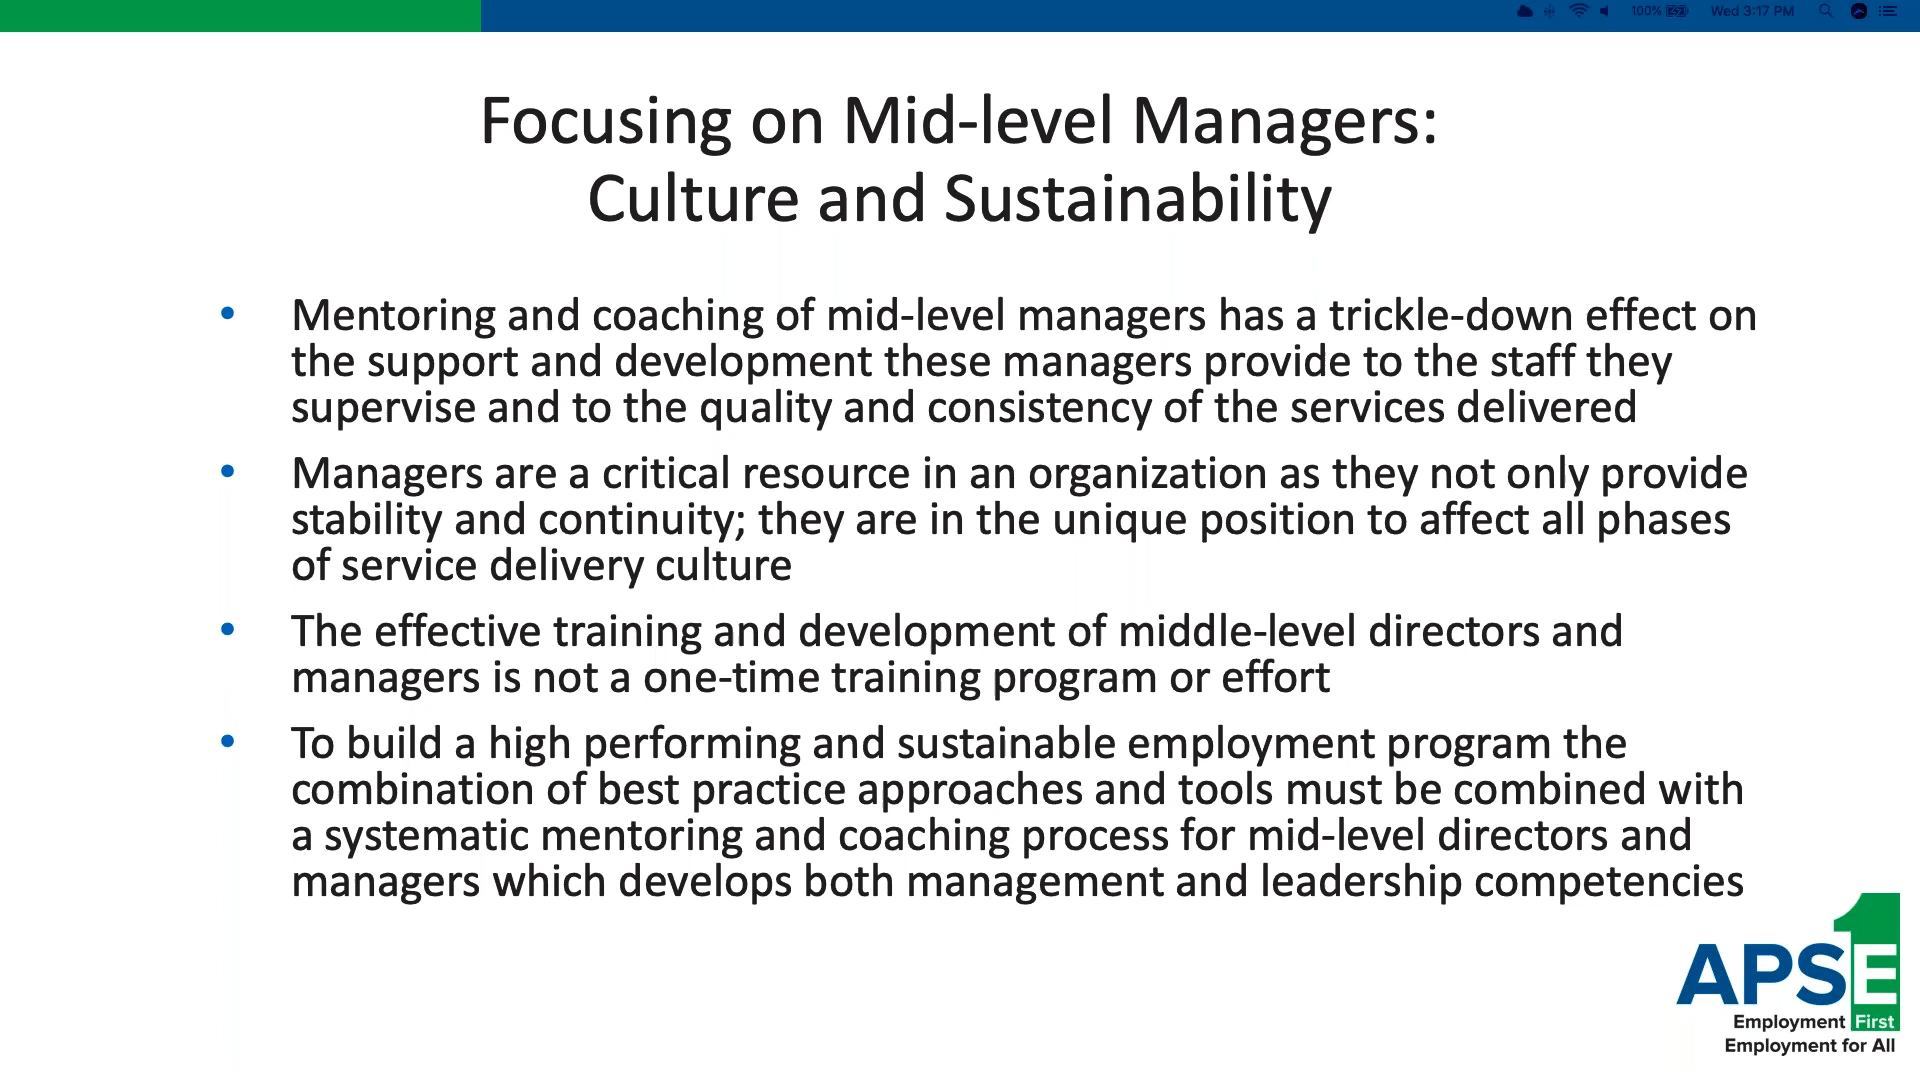 100% Wed 3:17 PM
Focusing on Mid-level Managers:
Culture and Sustainability
• Mentoring and coaching of mid-level managers has a trickle-down effect on
the support and development these managers provide to the staff they
supervise and to the quality and consistency of the services delivered
• Managers are a critical resource in an organization as they not only provide
stability and continuity; they are in the unique position to affect all phases
of service delivery culture
• The effective training and development of middle-level directors and
managers is not a one-time training program or effort
• To build a high performing and sustainable employment program the
combination of best practice approaches and tools must be combined with
a systematic mentoring and coaching process for mid-level directors and
managers which develops both management and leadership competencies
1
APSE
Employment First
Employment for All